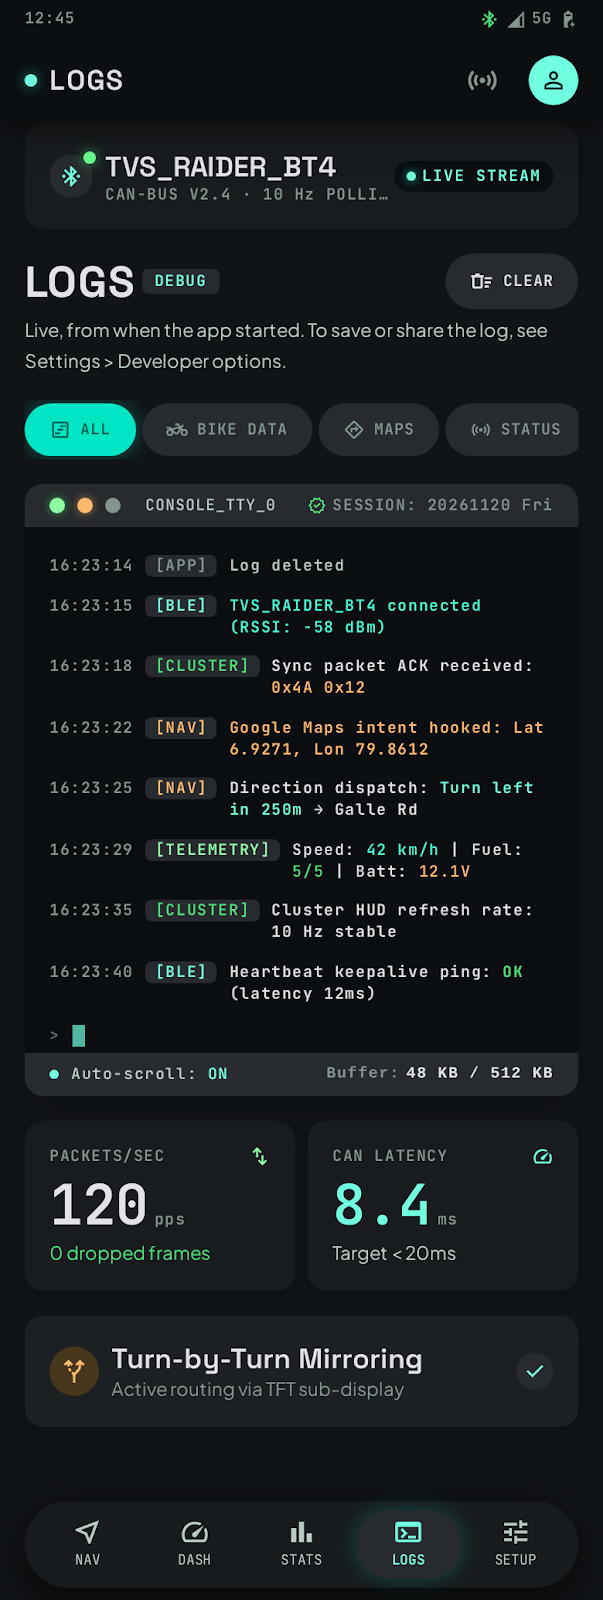 12:45
5G
LOGS
TVS_RAIDER_BT4
CAN-BUS V2.4 · 10 Hz POLLI…
LIVE STREAM
LOGS DEBUG
CLEAR
Live, from when the app started. To save or share the log, see
Settings > Developer options.
ALL
BIKE DATA
MAPS
STATUS
CONSOLE_TTY_0
SESSION: 20261120 Fri
16:23:14 [APP] Log deleted
16:23:15 [BLE] TVS_RAIDER_BT4 connected
(RSSI: -58 dBm)
16:23:18 [CLUSTER] Sync packet ACK received:
0x4A 0x12
16:23:22 [NAV] Google Maps intent hooked: Lat
6.9271, Lon 79.8612
16:23:25 [NAV] Direction dispatch: Turn left
in 250m → Galle Rd
16:23:29 [TELEMETRY] Speed: 42 km/h | Fuel:
5/5 | Batt: 12.1V
16:23:35 [CLUSTER] Cluster HUD refresh rate:
10 Hz stable
16:23:40 [BLE] Heartbeat keepalive ping: OK
(latency 12ms)
>
Auto-scroll: ON
Buffer: 48 KB / 512 KB
PACKETS/SEC
120 pps
0 dropped frames
CAN LATENCY
8.4 ms
Target <20ms
Turn-by-Turn Mirroring
Active routing via TFT sub-display
NAV
DASH
STATS
LOGS
SETUP